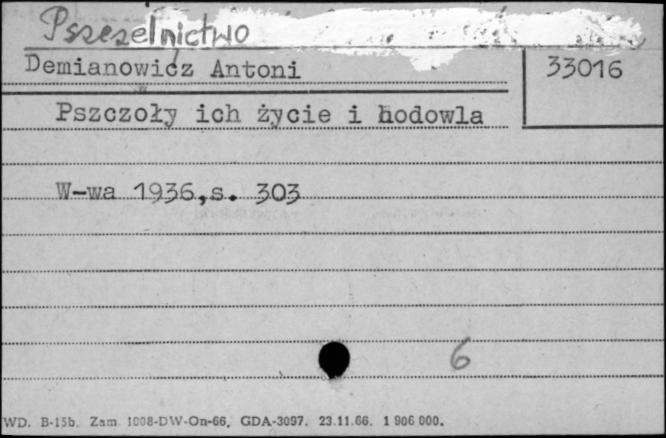 Pszczelnictwo
Demianowicz Antoni 33016
Pszczoły ich życie i hodowla
W-wa 1936,s. 303
6
WD. B-15b. Zam. 1008-DW-On-66. GDA-3097. 23.11.66. 1 906 000.